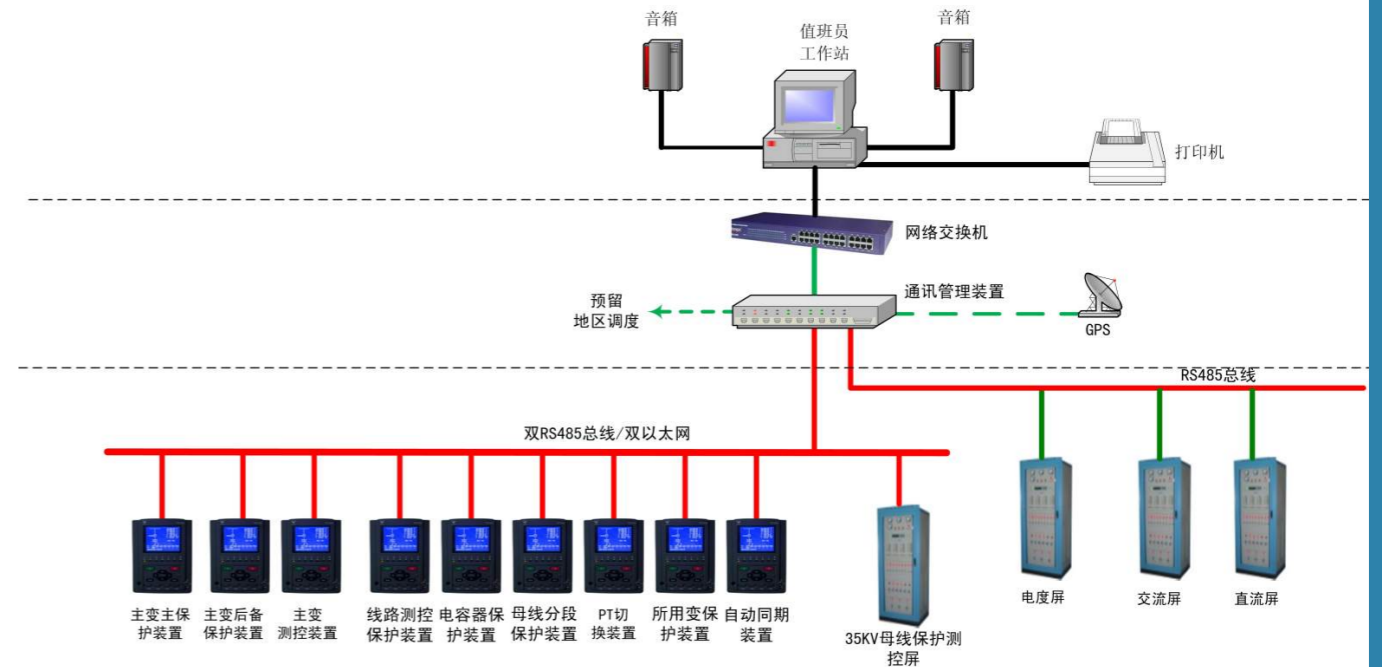 音箱
音箱
值班员
工作站
打印机
网络交换机
通讯管理装置
预留
地区调度
GPS
RS485总线
双RS485总线/双以太网
主变主保
护装置
主变后备
保护装置
主变
测控装置
线路测控
保护装置
电容器保
护装置
母线分段
保护装置
PT切
换装置
所用变保
护装置
自动同期
装置
35KV母线保护测
控屏
电度屏
交流屏
直流屏